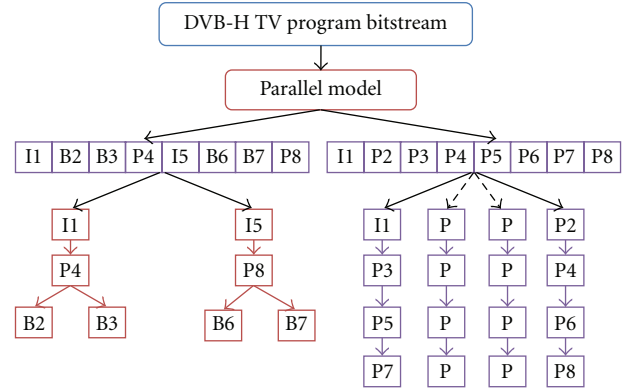 DVB-H TV program bitstream
Parallel model
I1 B2 B3 P4 I5 B6 B7 P8 I1 P2 P3 P4 P5 P6 P7 P8
I1 I5 I1 P P P2
P4 P8 P3 P P P4
B2 B3 B6 B7 P5 P P P6
P7 P P P8